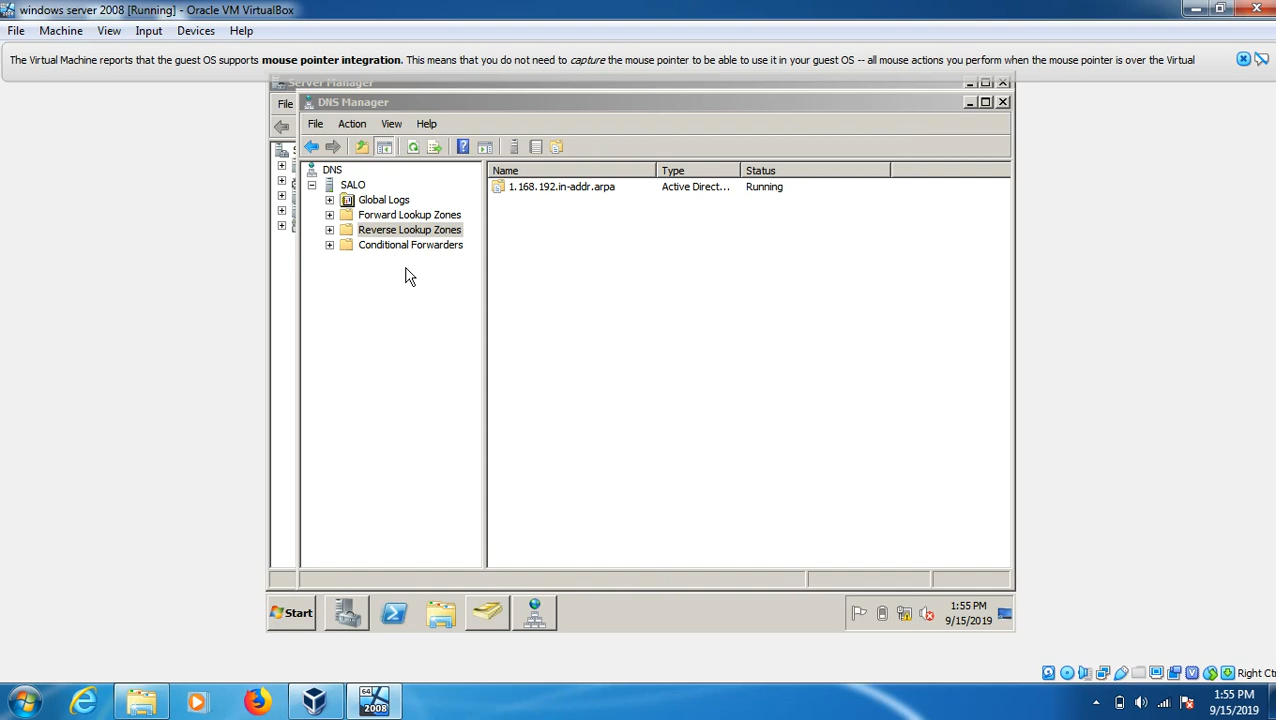 windows server 2008 [Running] - Oracle VM VirtualBox
File Machine View Input Devices Help
The Virtual Machine reports that the guest OS supports mouse pointer integration. This means that you do not need to capture the mouse pointer to be able to use it in your guest OS -- all mouse actions you perform when the mouse pointer is over the Virtual
Server Manager
File
DNS Manager
File Action View Help
DNS
SALO
Global Logs
Forward Lookup Zones
Reverse Lookup Zones
Conditional Forwarders
Name Type Status
1.168.192.in-addr.arpa Active Direct... Running
Start
1:55 PM
9/15/2019
Right Ctr
64
2008
1:55 PM
9/15/2019